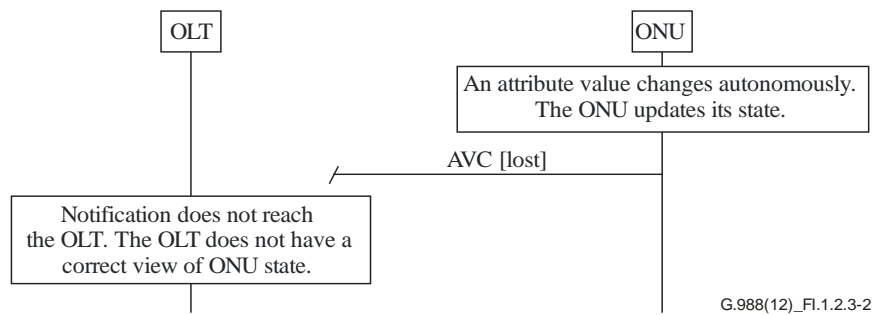 OLT
ONU
An attribute value changes autonomously.
The ONU updates its state.
AVC [lost]
Notification does not reach
the OLT. The OLT does not have a
correct view of ONU state.
G.988(12)_FI.1.2.3-2